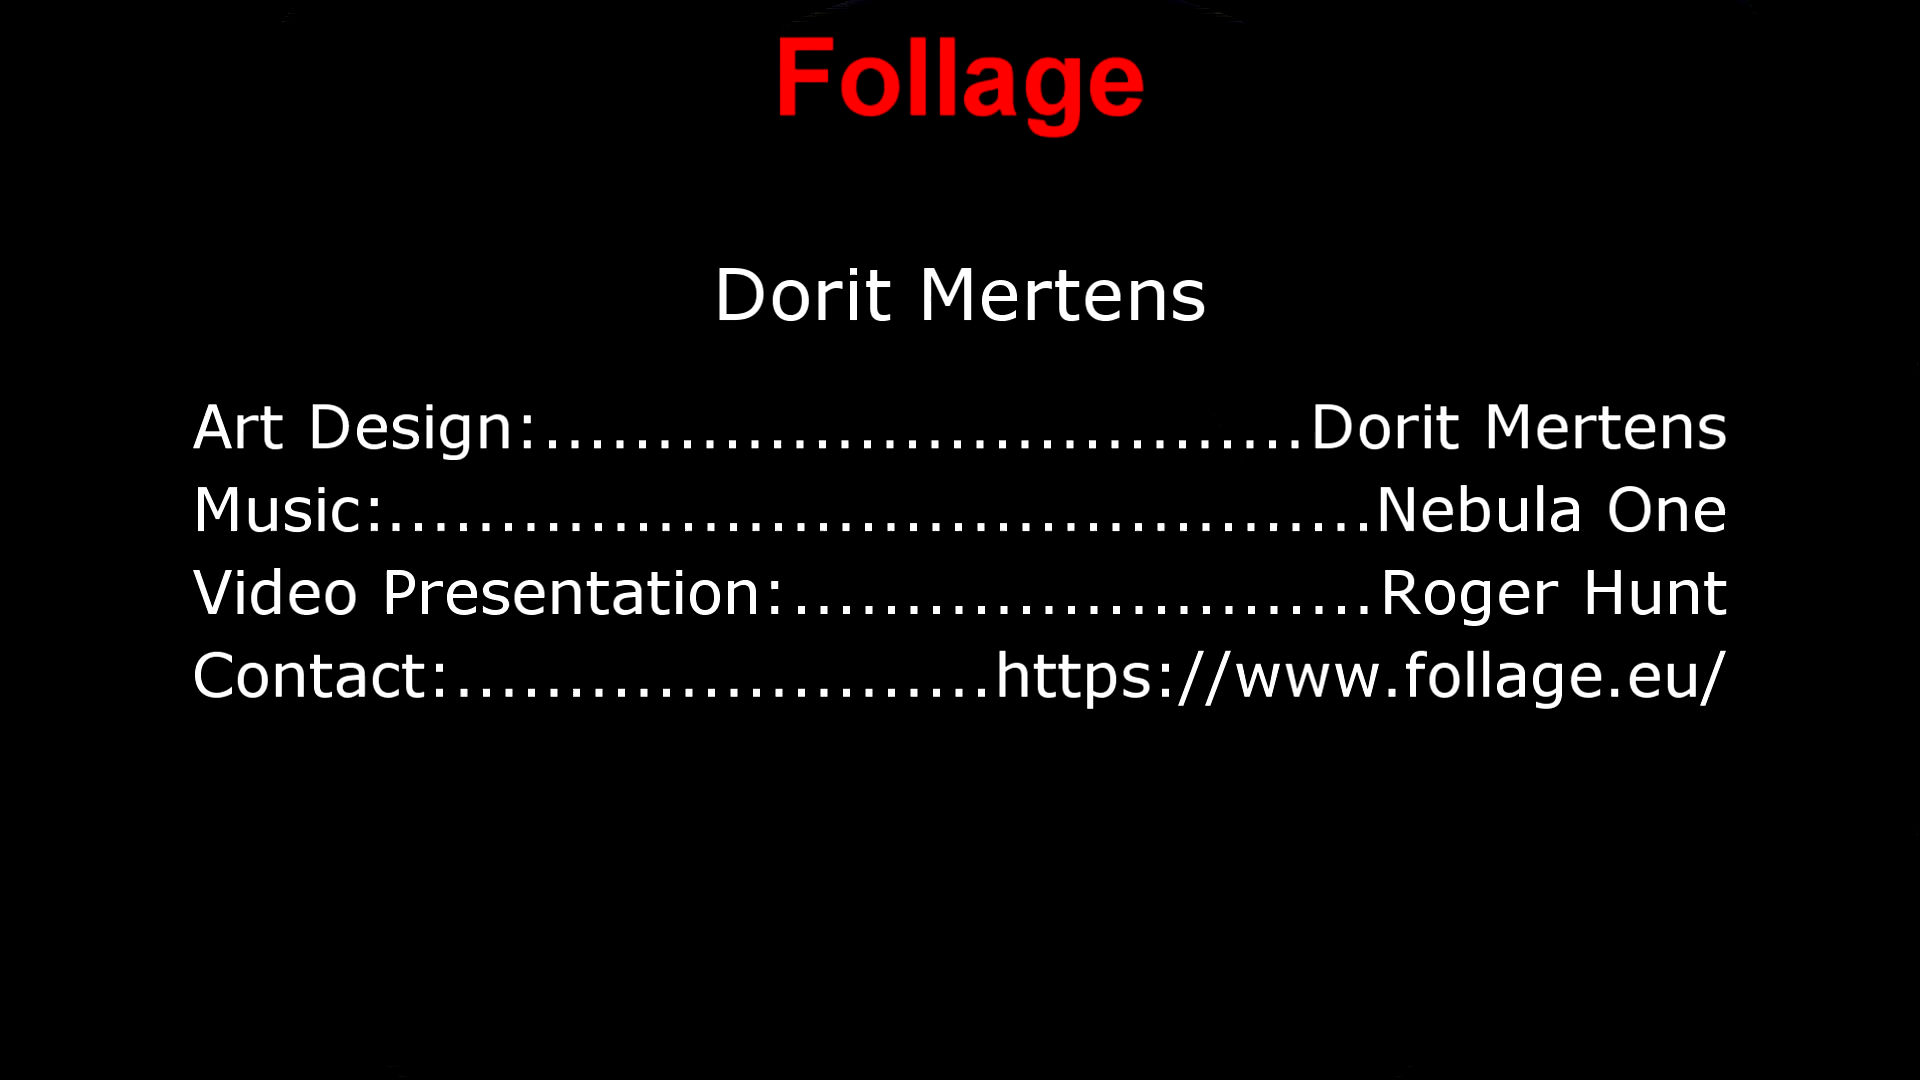 Follage
Dorit Mertens
Art Design:..................................Dorit Mertens
Music:............................................Nebula One
Video Presentation:..........................Roger Hunt
Contact:........................https://www.follage.eu/